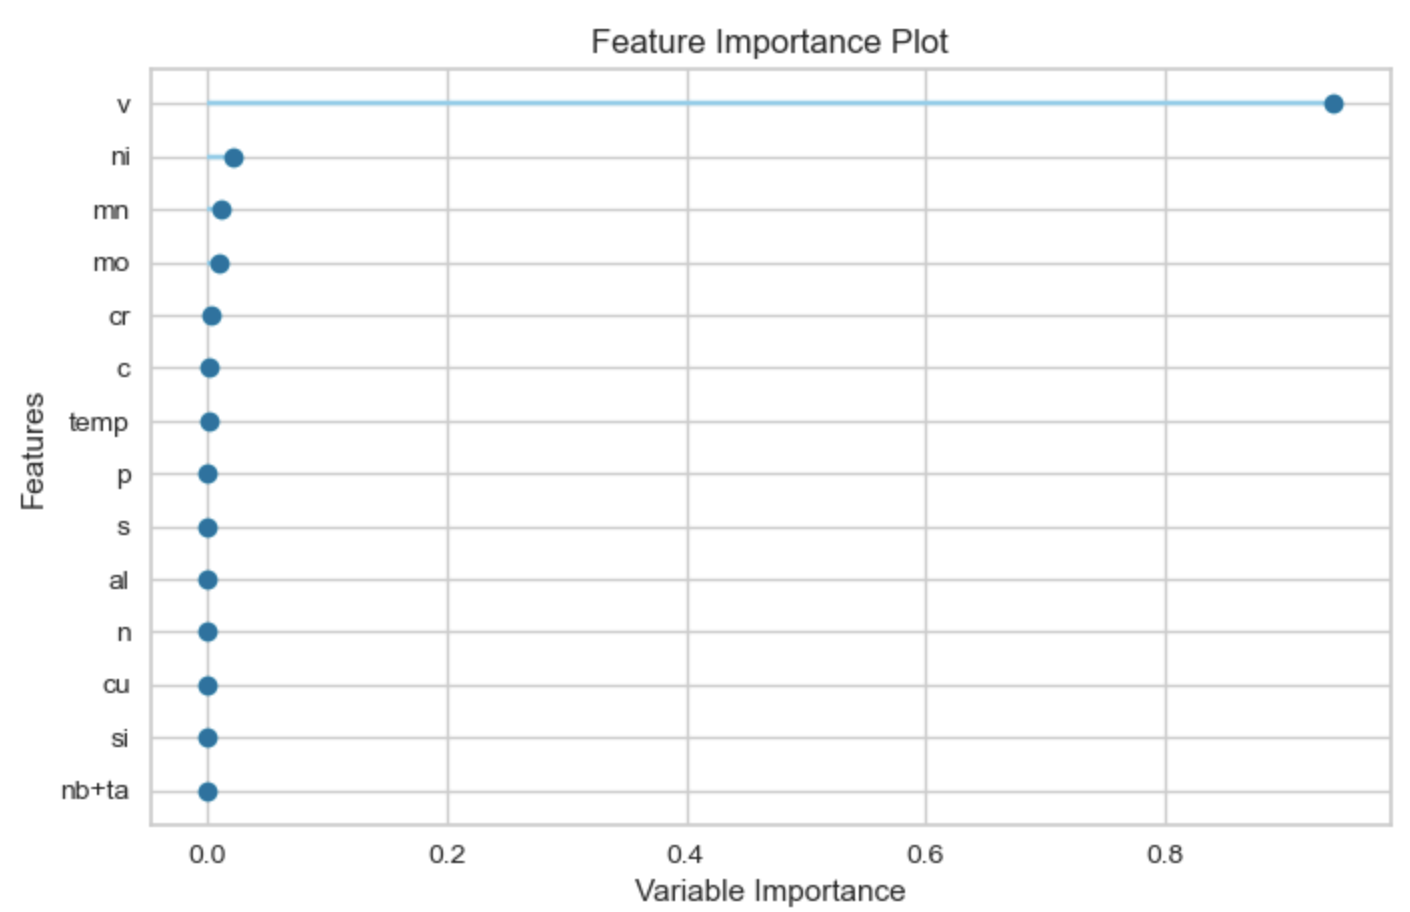 Feature Importance Plot
v
ni
mn
mo
cr
c
temp
p
s
al
n
cu
si
nb+ta
Features
0.0 0.2 0.4 0.6 0.8
Variable Importance